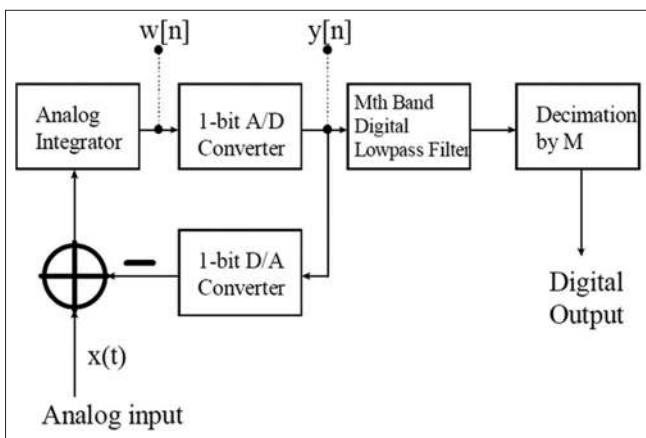 w[n]
y[n]
Analog
Integrator
1-bit A/D
Converter
Mth Band
Digital
Lowpass Filter
Decimation
by M
1-bit D/A
Converter
x(t)
Analog input
Digital
Output